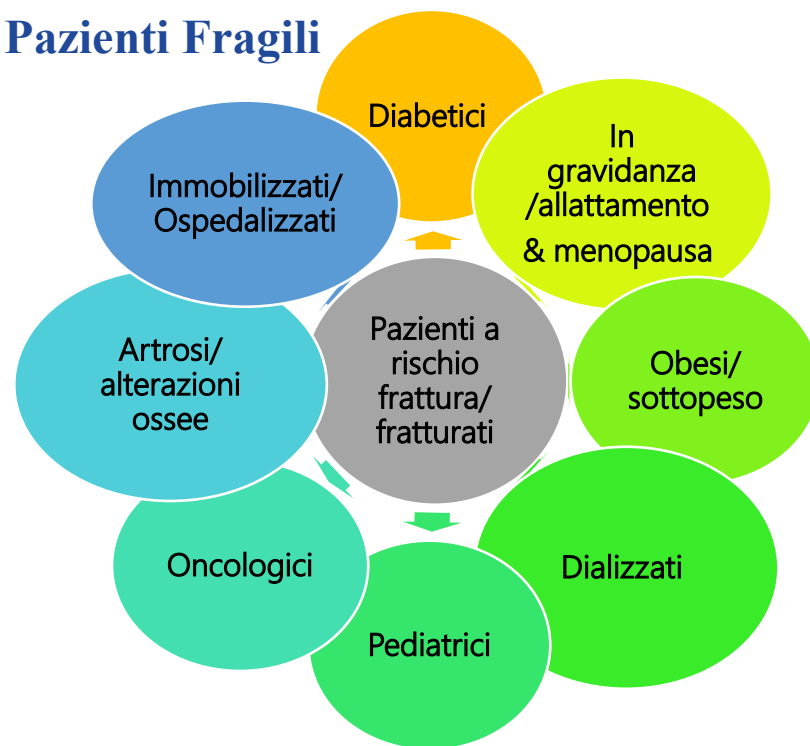 Pazienti Fragili
Diabetici
In
gravidanza
/allattamento
& menopausa
Obesi/
sottopeso
Dializzati
Pediatrici
Oncologici
Artrosi/
alterazioni
ossee
Immobilizzati/
Ospedalizzati
Pazienti a
rischio
frattura/
fratturati